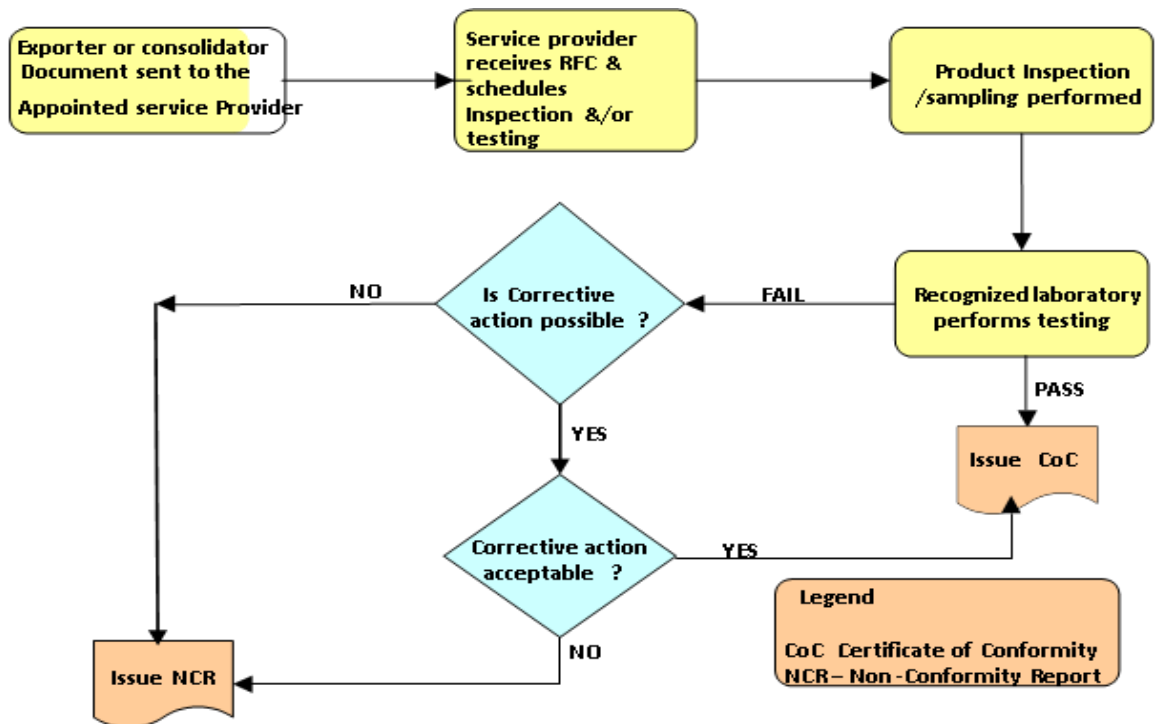 Exporter or consolidator
Document sent to the
Appointed service Provider
Service provider
receives RFC &
schedules
Inspection &/or
testing
Product Inspection
/sampling performed
NO
Is Corrective
action possible ?
FAIL
Recognized laboratory
performs testing
PASS
YES
Issue CoC
Corrective action
acceptable ?
YES
Legend
CoC Certificate of Conformity
NCR – Non -Conformity Report
NO
Issue NCR